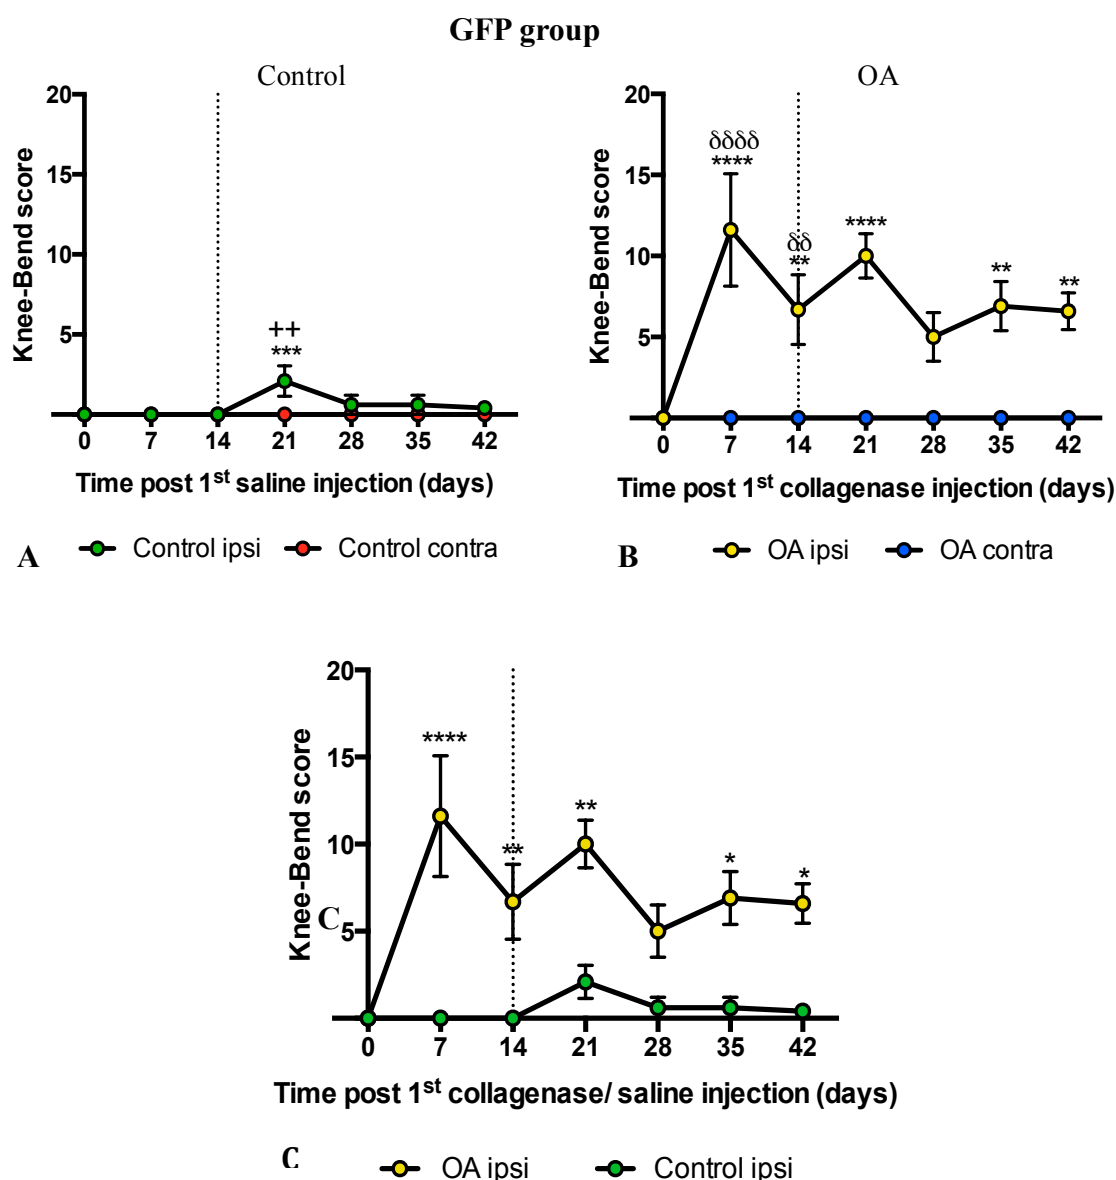 GFP group
Control
20
15
10
5
Knee-Bend score
++
***
0 7 14 21 28 35 42
Time post 1st saline injection (days)
A Control ipsi Control contra
OA
20
15
10
5
Knee-Bend score
δδδδ
****
δδ
**
****
**
**
0 7 14 21 28 35 42
Time post 1st collagenase injection (days)
B OA ipsi OA contra
20
15
10
5
Knee-Bend score
C
****
**
**
*
*
0 7 14 21 28 35 42
Time post 1st collagenase/ saline injection (days)
C OA ipsi Control ipsi